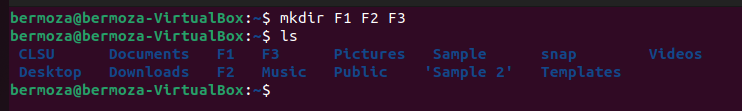 bermoza@bermoza-VirtualBox:~$ mkdir F1 F2 F3
bermoza@bermoza-VirtualBox:~$ ls
CLSU Documents F1 F3 Pictures Sample snap Videos
Desktop Downloads F2 Music Public 'Sample 2' Templates
bermoza@bermoza-VirtualBox:~$